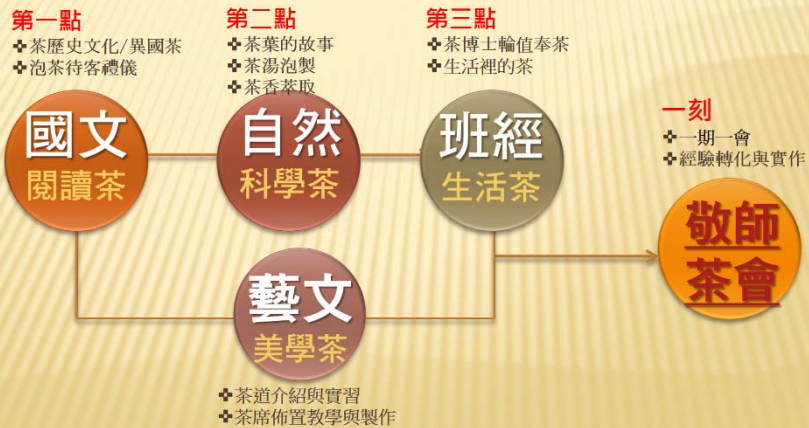 第一點
❖茶歷史文化/異國茶
❖泡茶待客禮儀
國文
閱讀茶
第二點
❖茶葉的故事
❖茶湯泡製
❖茶香萃取
自然
科學茶
第三點
❖茶博士輪值奉茶
❖生活裡的茶
班經
生活茶
藝文
美學茶
❖茶道介紹與實習
❖茶席佈置教學與製作
一刻
❖一期一會
❖經驗轉化與實作
敬師
茶會